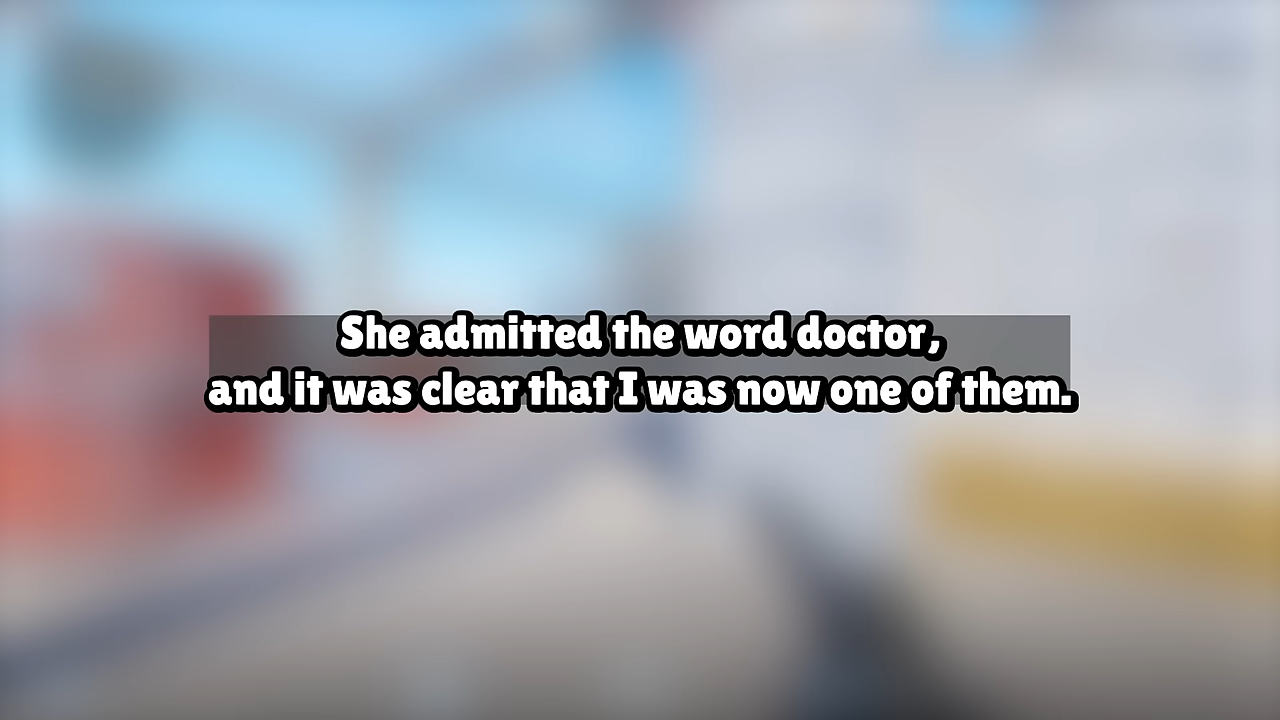 She admitted the word doctor,
and it was clear that I was now one of them.